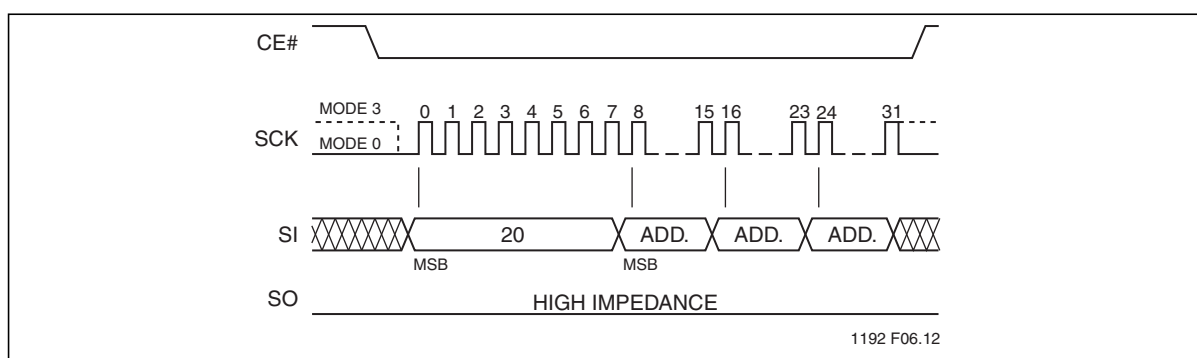 CE#
MODE 3
0 1 2 3 4 5 6 7 8 15 16 23 24 31
SCK
MODE 0
SI
20
ADD.
ADD.
ADD.
MSB
MSB
SO
HIGH IMPEDANCE
1192 F06.12